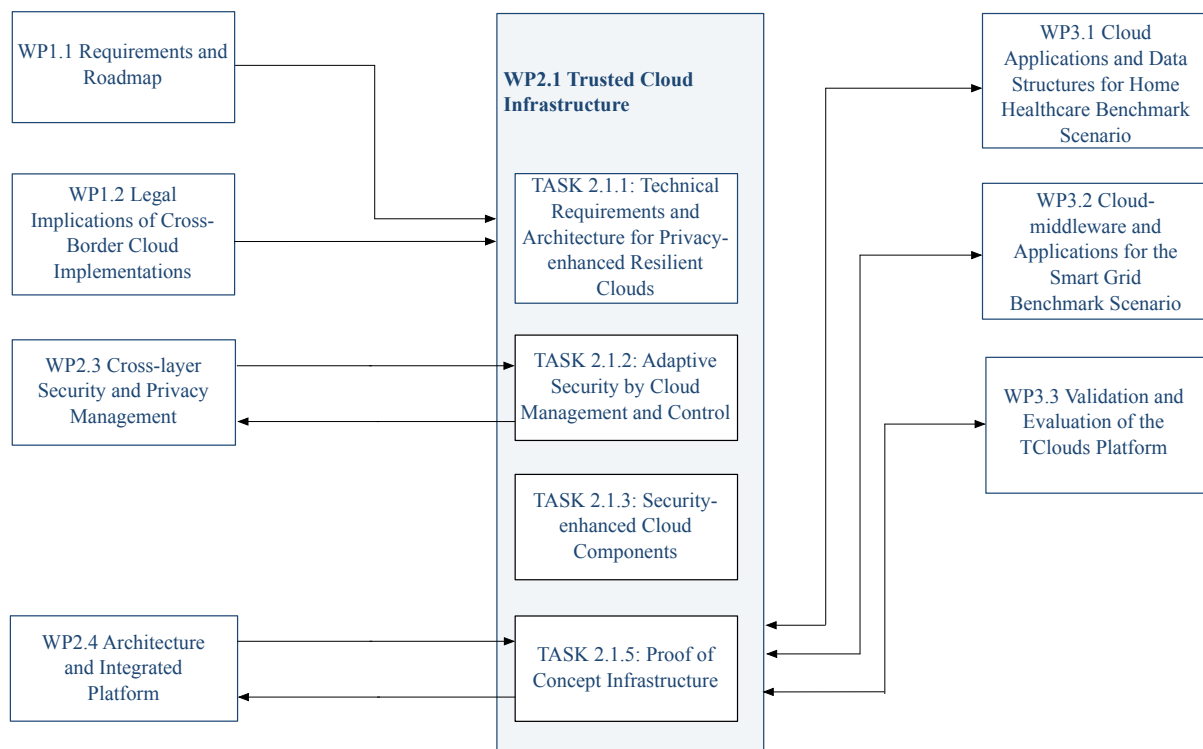 WP1.1 Requirements and
Roadmap
WP1.2 Legal
Implications of Cross-
Border Cloud
Implementations
WP2.3 Cross-layer
Security and Privacy
Management
WP2.4 Architecture
and Integrated
Platform
WP2.1 Trusted Cloud
Infrastructure
TASK 2.1.1: Technical
Requirements and
Architecture for Privacy-
enhanced Resilient
Clouds
TASK 2.1.2: Adaptive
Security by Cloud
Management and Control
TASK 2.1.3: Security-
enhanced Cloud
Components
TASK 2.1.5: Proof of
Concept Infrastructure
WP3.1 Cloud
Applications and Data
Structures for Home
Healthcare Benchmark
Scenario
WP3.2 Cloud-
middleware and
Applications for the
Smart Grid
Benchmark Scenario
WP3.3 Validation and
Evaluation of the
TClouds Platform